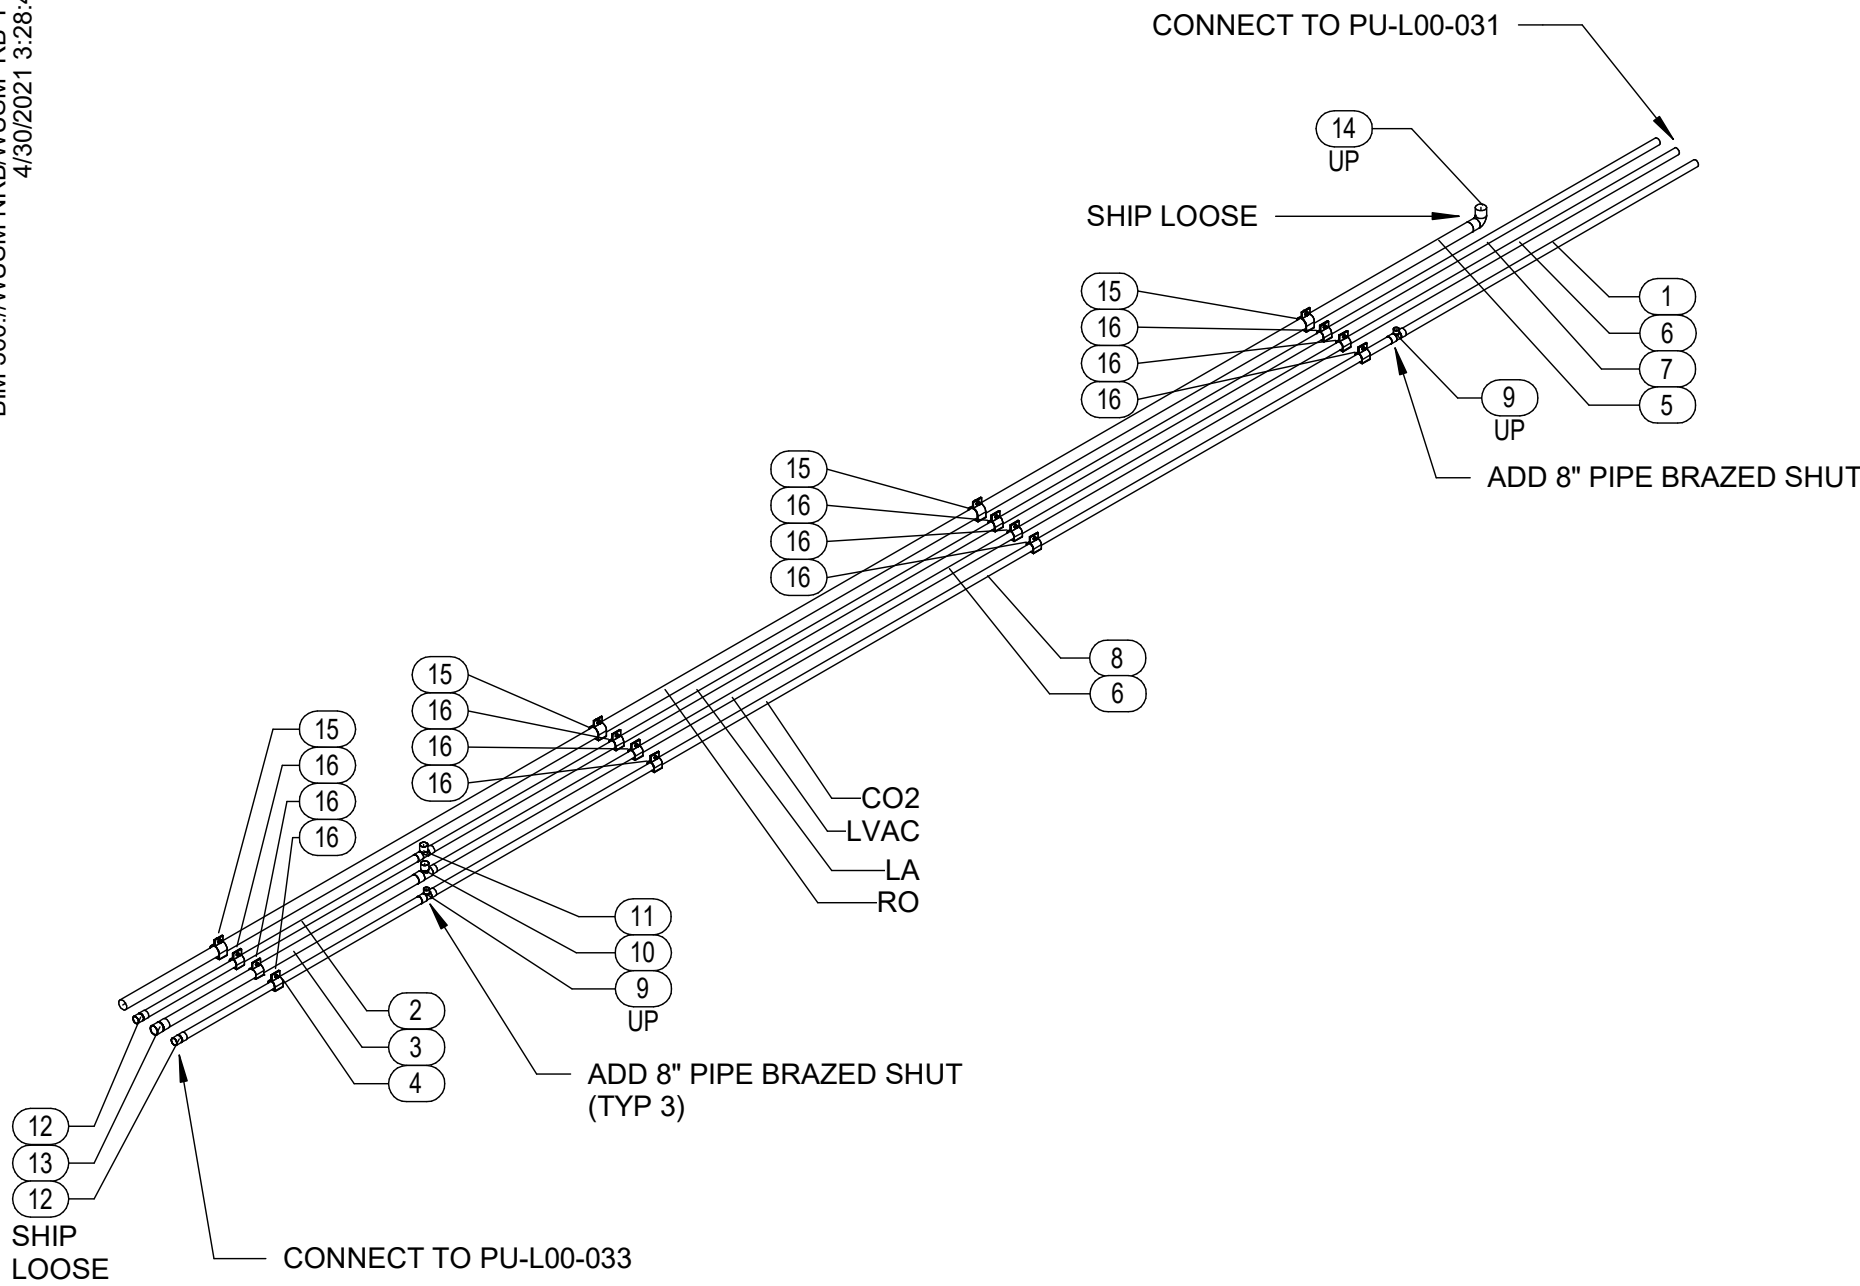 4/30/2021 3:28:4
CONNECT TO PU-L00-031
14
UP
SHIP LOOSE
15
16
16
16
1
6
7
5
9
UP
ADD 8" PIPE BRAZED SHUT
15
16
16
16
8
6
15
16
16
16
15
16
16
16
CO2
LVAC
LA
RO
11
10
9
UP
2
3
4
ADD 8" PIPE BRAZED SHUT
(TYP 3)
12
13
12
SHIP
LOOSE
CONNECT TO PU-L00-033